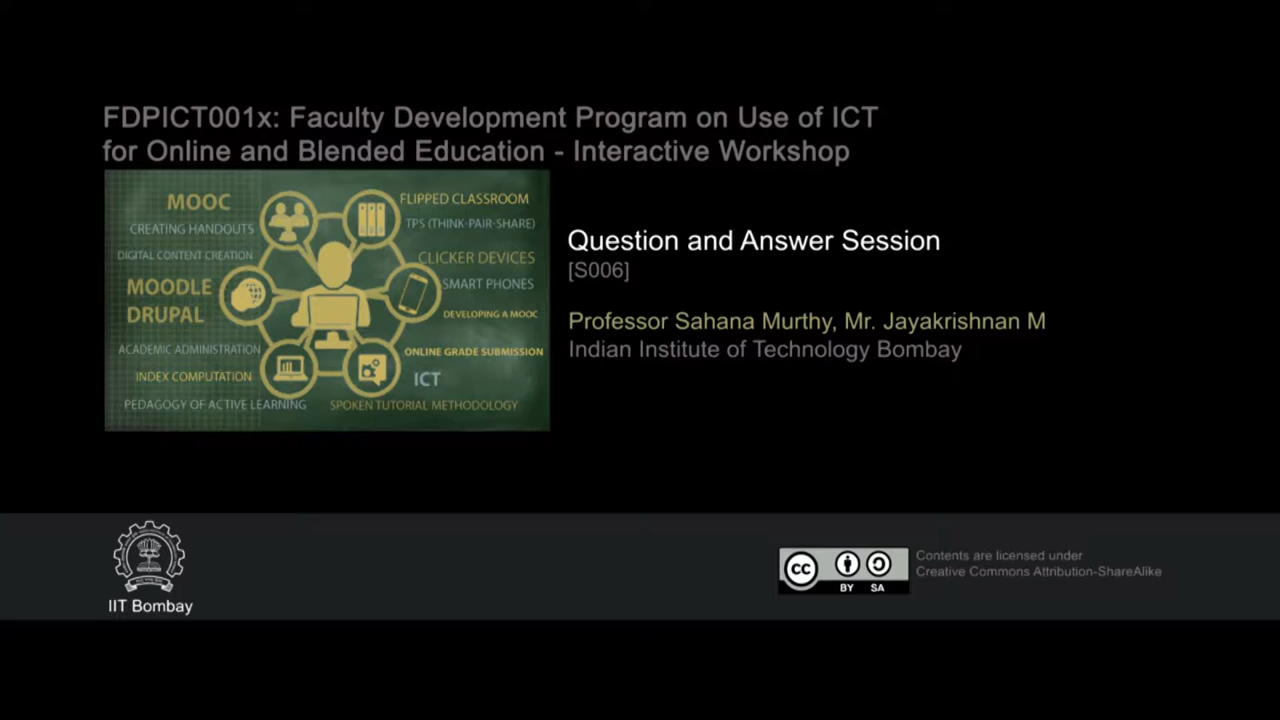 FDPICT001x: Faculty Development Program on Use of ICT
for Online and Blended Education - Interactive Workshop
MOOC
CREATING HANDOUTS
DIGITAL CONTENT CREATION
MOODLE
DRUPAL
ACADEMIC ADMINISTRATION
INDEX COMPUTATION
PEDAGOGY OF ACTIVE LEARNING
FLIPPED CLASSROOM
TPS (THINK-PAIR-SHARE)
CLICKER DEVICES
SMART PHONES
DEVELOPING A MOOC
ONLINE GRADE SUBMISSION
ICT
SPOKEN TUTORIAL METHODOLOGY
Question and Answer Session
[S006]
Professor Sahana Murthy, Mr. Jayakrishnan M
Indian Institute of Technology Bombay
IIT Bombay
cc
BY SA
Contents are licensed under
Creative Commons Attribution-ShareAlike